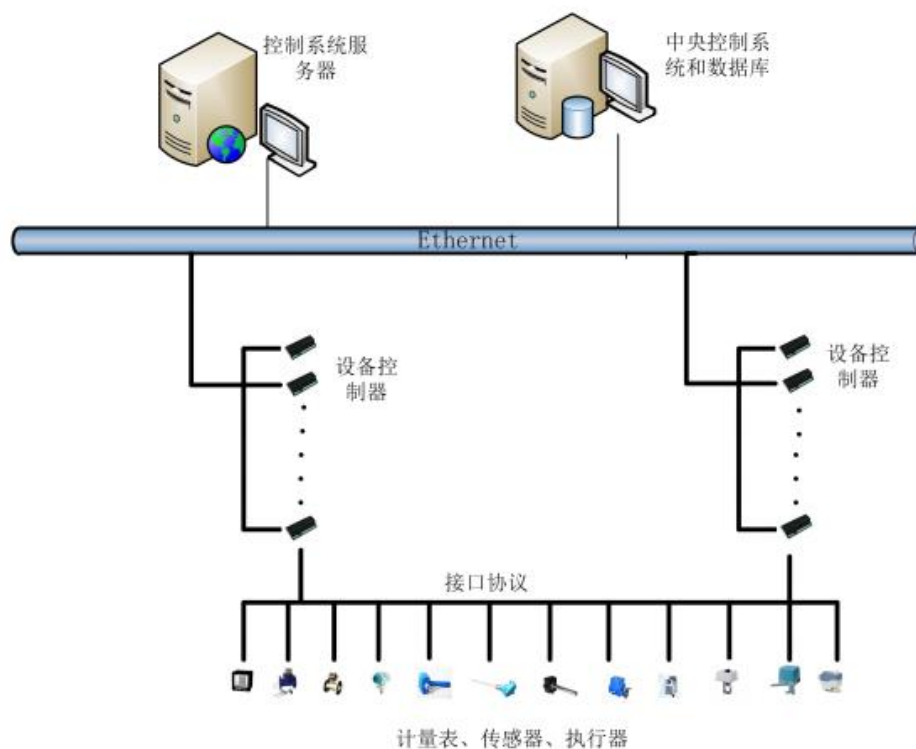 控制系统服
务器
中央控制系
统和数据库
Ethernet
设备控
制器
设备控
制器
接口协议
计量表、传感器、执行器